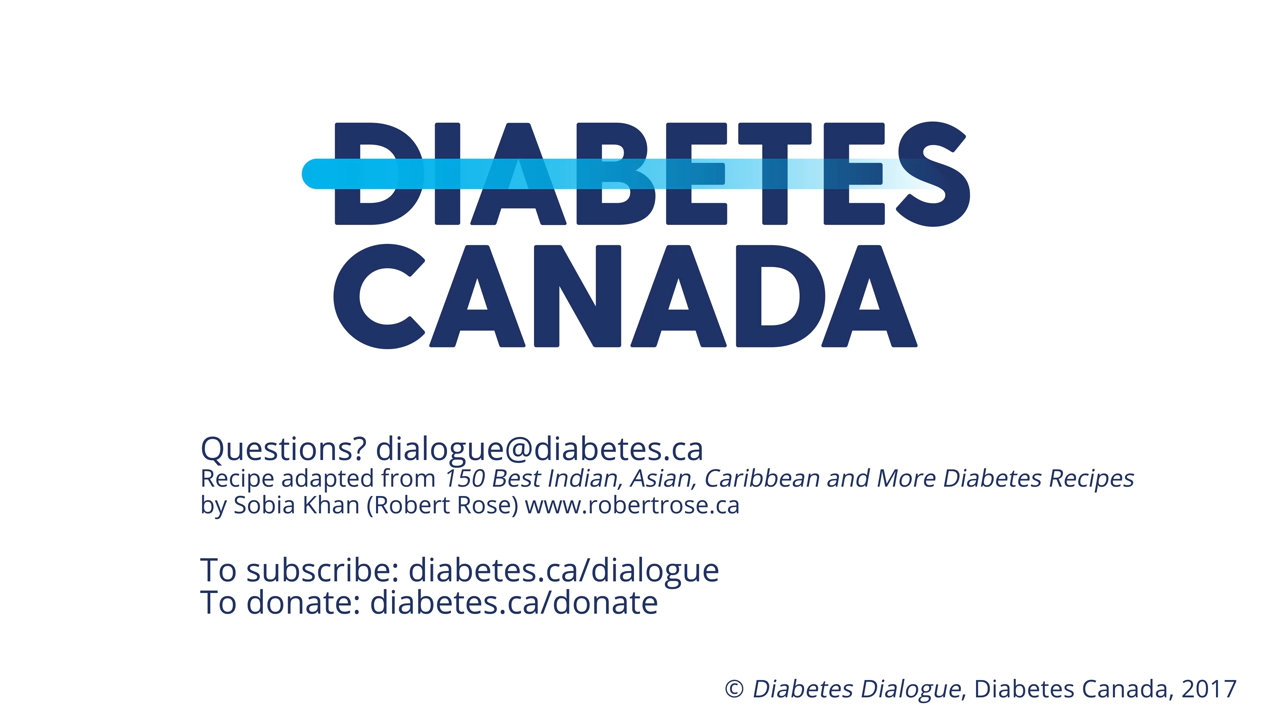 DIABETES
CANADA
Questions? dialogue@diabetes.ca
Recipe adapted from 150 Best Indian, Asian, Caribbean and More Diabetes Recipes
by Sobia Khan (Robert Rose) www.robertrose.ca
To subscribe: diabetes.ca/dialogue
To donate: diabetes.ca/donate
© Diabetes Dialogue, Diabetes Canada, 2017